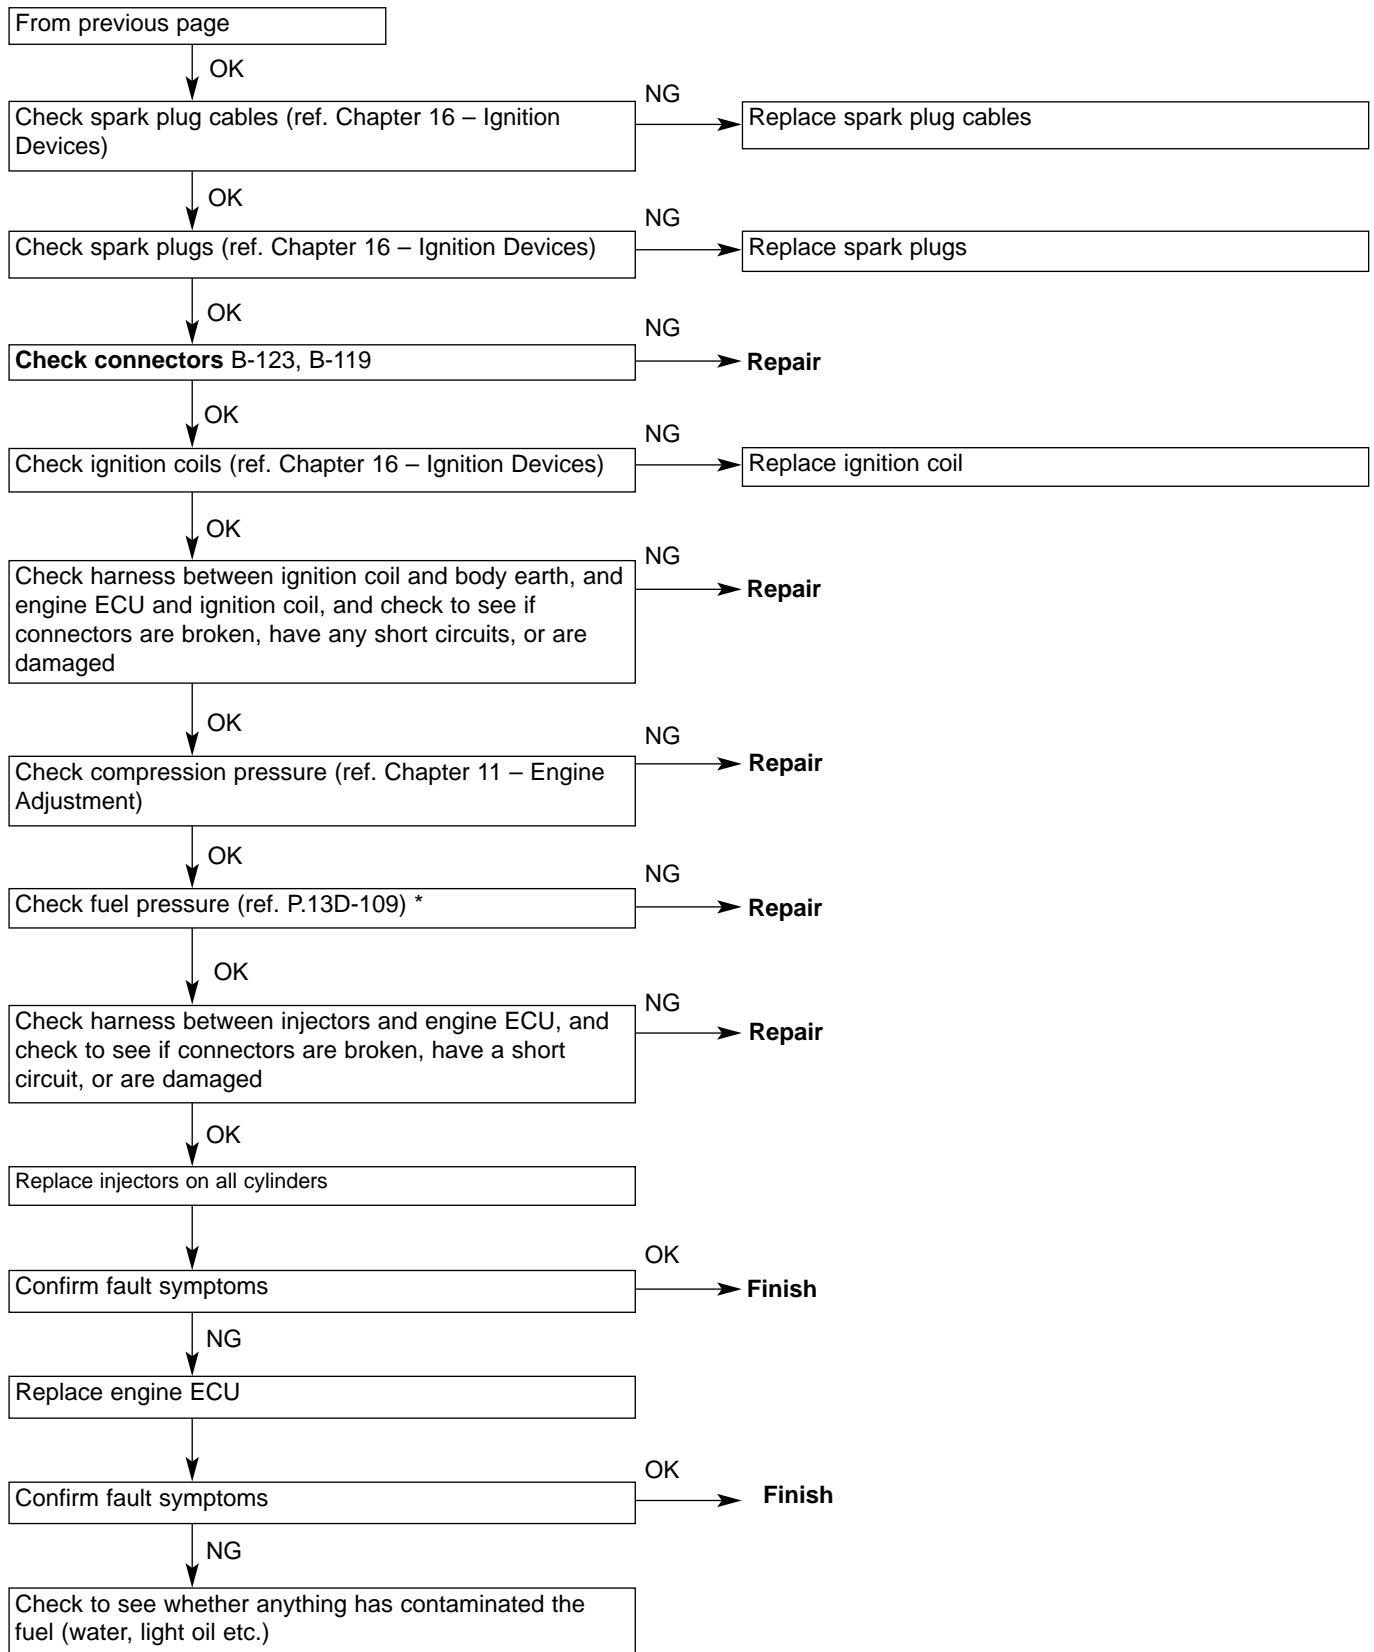 From previous page
OK
NG
Check spark plug cables (ref. Chapter 16 – Ignition
Devices)
Replace spark plug cables
OK
NG
Check spark plugs (ref. Chapter 16 – Ignition Devices)
Replace spark plugs
OK
NG
Check connectors B-123, B-119
Repair
OK
NG
Check ignition coils (ref. Chapter 16 – Ignition Devices)
Replace ignition coil
OK
NG
Check harness between ignition coil and body earth, and
engine ECU and ignition coil, and check to see if
connectors are broken, have any short circuits, or are
damaged
Repair
OK
NG
Check compression pressure (ref. Chapter 11 – Engine
Adjustment)
Repair
OK
NG
Check fuel pressure (ref. P.13D-109) *
Repair
OK
NG
Check harness between injectors and engine ECU, and
check to see if connectors are broken, have a short
circuit, or are damaged
Repair
OK
Replace injectors on all cylinders
OK
Confirm fault symptoms
Finish
NG
Replace engine ECU
OK
Confirm fault symptoms
Finish
NG
Check to see whether anything has contaminated the
fuel (water, light oil etc.)